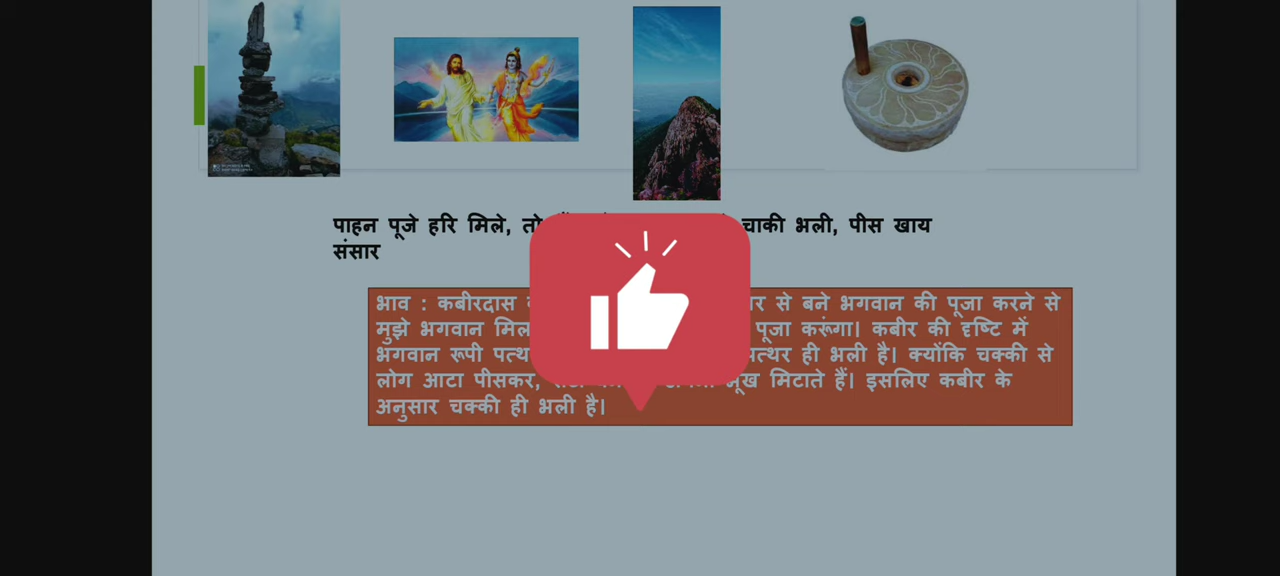 पाहन पूजे हरि मिले, तो चाकी भली, पीस खाय
संसार
भाव : कबीरदास से बने भगवान की पूजा करने से
मुझे भगवान पूजा करूंगा। कबीर की दृष्टि में
भगवान रूपी पत्थर ही भली है। क्योंकि चक्की से
लोग आटा पीसकर, भूख मिटाते हैं। इसलिए कबीर के
अनुसार चक्की ही भली है।